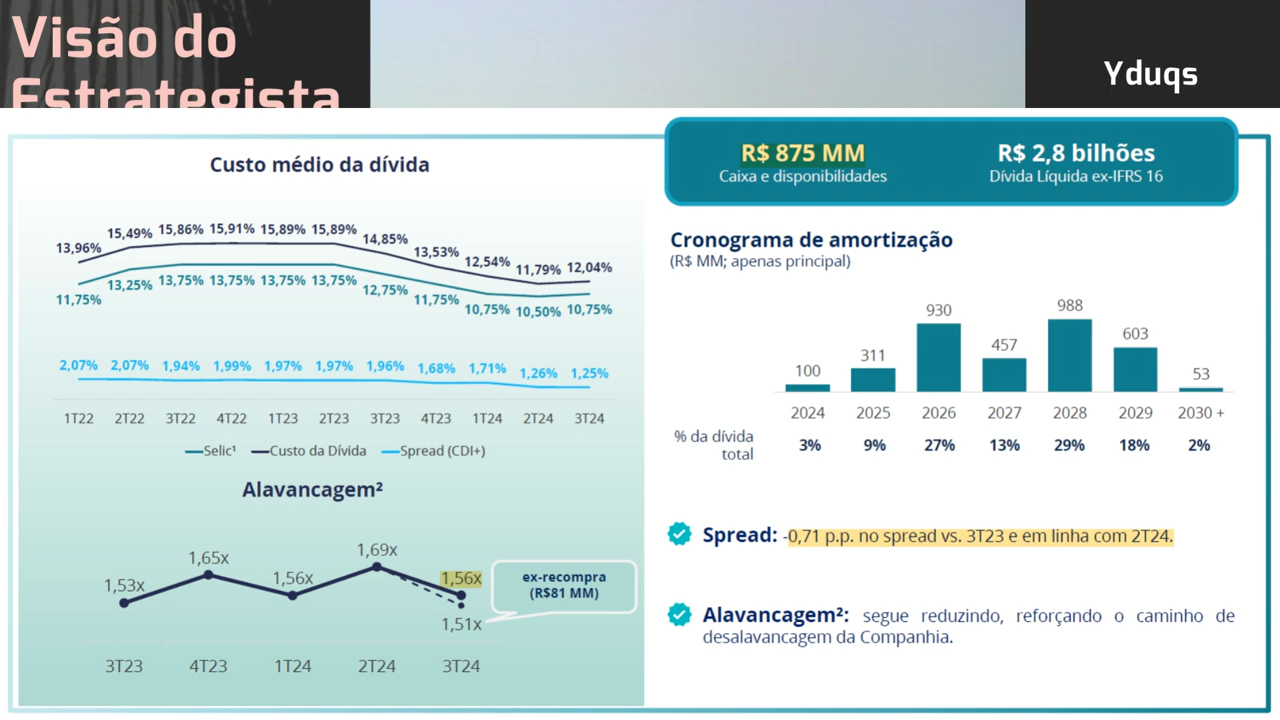 Visão do
Estrategista
Yduqs
Custo médio da dívida
13,96% 15,49% 15,86% 15,91% 15,89% 15,89% 14,85% 13,53% 12,54% 11,79% 12,04%
11,75% 13,25% 13,75% 13,75% 13,75% 13,75% 12,75% 11,75% 10,75% 10,50% 10,75%
2,07% 2,07% 1,94% 1,99% 1,97% 1,97% 1,96% 1,68% 1,71% 1,26% 1,25%
1T22 2T22 3T22 4T22 1T23 2T23 3T23 4T23 1T24 2T24 3T24
Selic¹ Custo da Dívida Spread (CDI+)
Alavancagem²
1,53x 1,65x 1,56x 1,69x 1,56x
1,51x
ex-recompra
(R$81 MM)
3T23 4T23 1T24 2T24 3T24
R$ 875 MM
Caixa e disponibilidades
R$ 2,8 bilhões
Dívida Líquida ex-IFRS 16
Cronograma de amortização
(R$ MM; apenas principal)
100 311 930 457 988 603 53
2024 2025 2026 2027 2028 2029 2030 +
% da dívida
total
3% 9% 27% 13% 29% 18% 2%
Spread: -0,71 p.p. no spread vs. 3T23 e em linha com 2T24.
Alavancagem²: segue reduzindo, reforçando o caminho de
desalavancagem da Companhia.